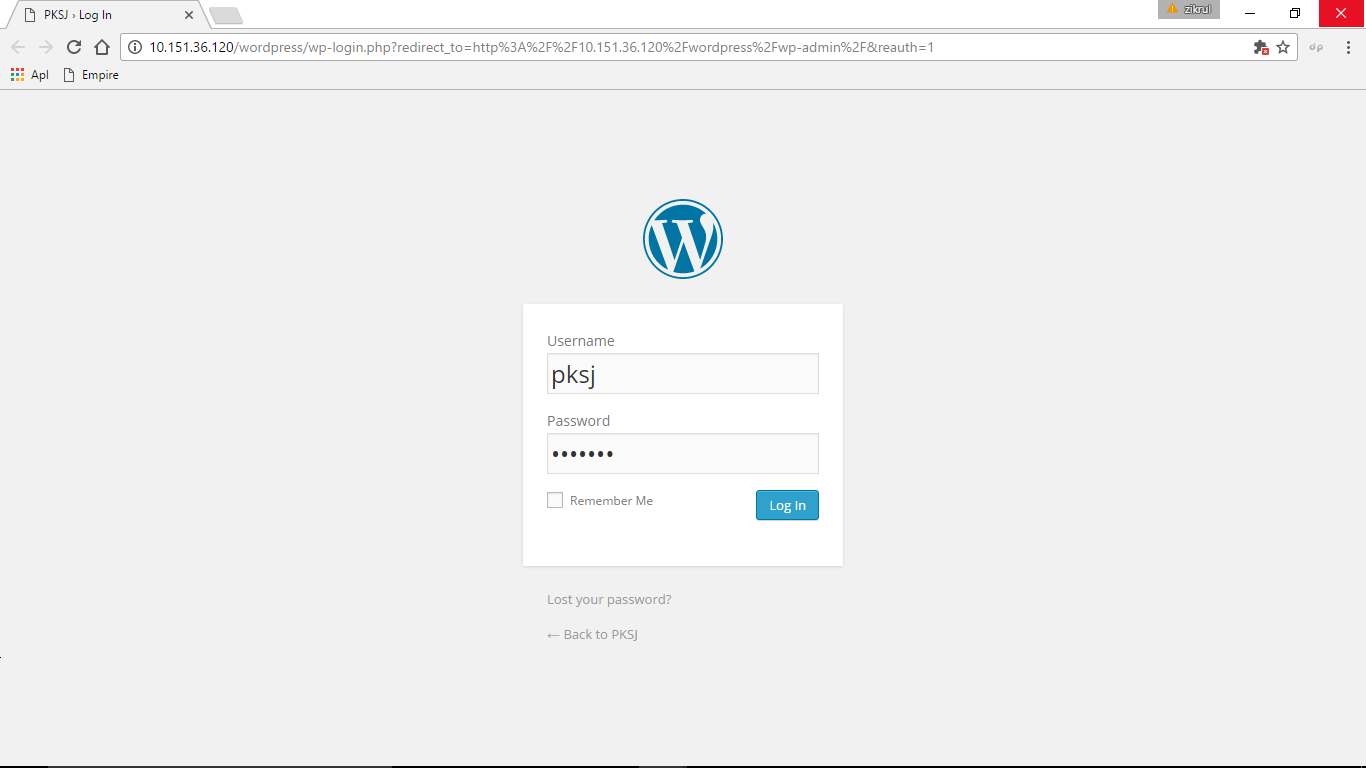 PKSJ › Log In
zikrul
10.151.36.120/wordpress/wp-login.php?redirect_to=http%3A%2F%2F10.151.36.120%2Fwordpress%2Fwp-admin%2F&reauth=1
dp
Apl Empire
W
Username
pksj
Password
•••••••
Remember Me Log In
Lost your password?
← Back to PKSJ